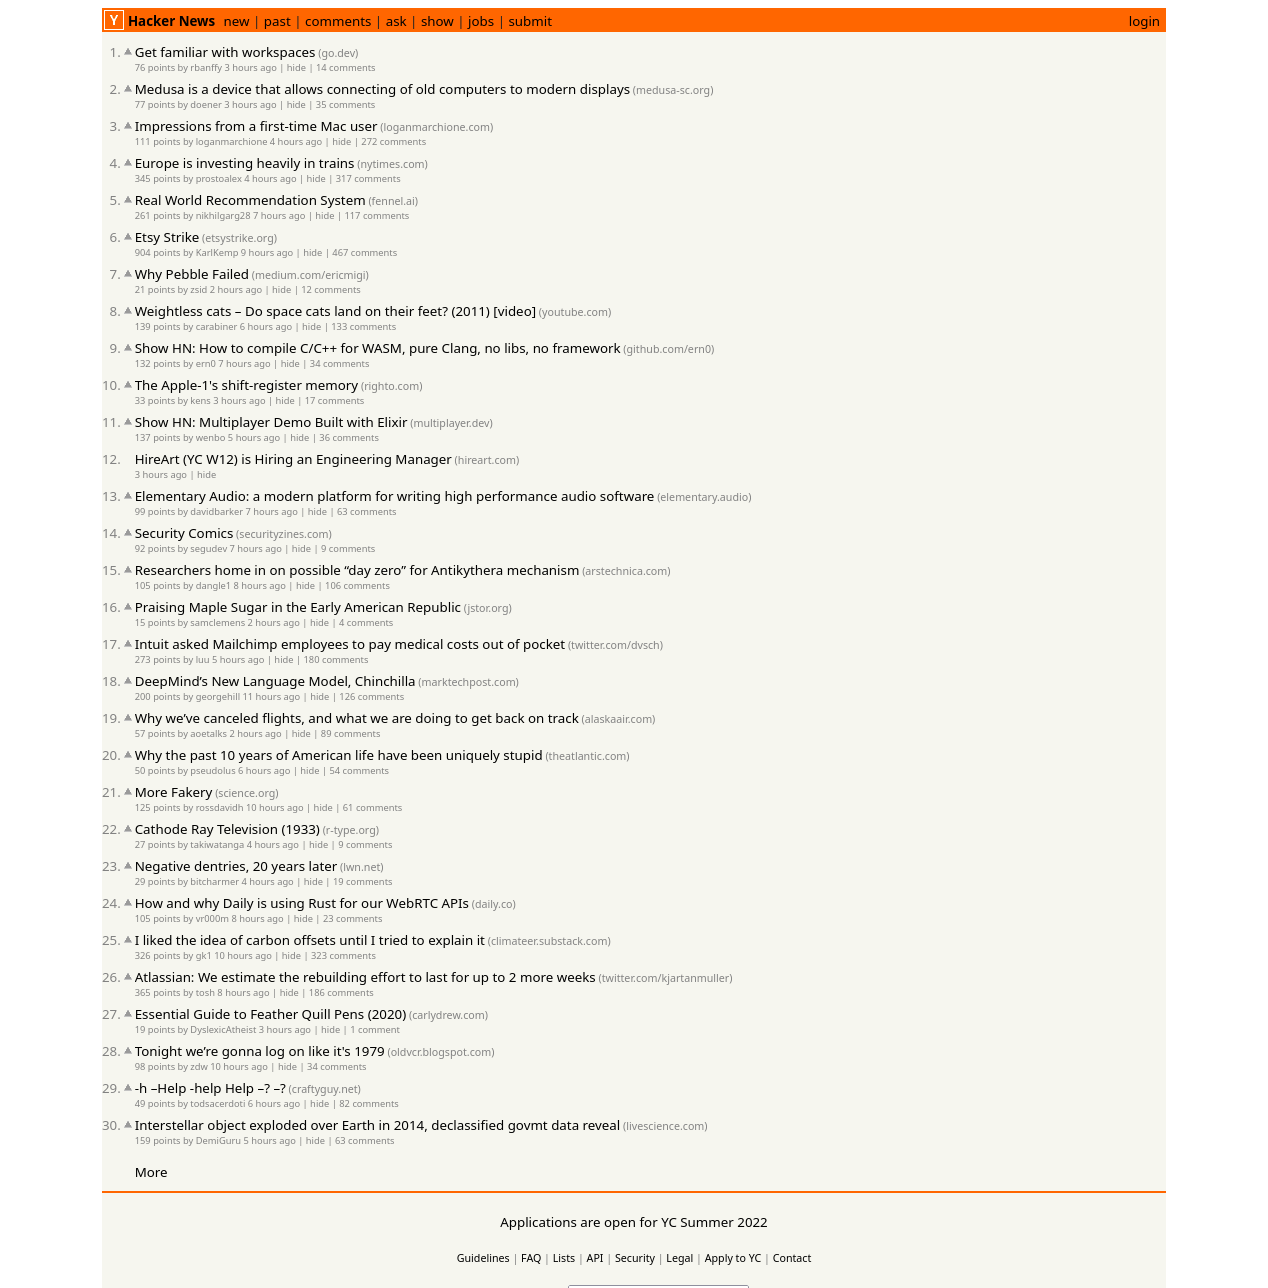 Y Hacker News new | past | comments | ask | show | jobs | submit login
1. Get familiar with workspaces (go.dev)
76 points by rbanffy 3 hours ago | hide | 14 comments
2. Medusa is a device that allows connecting of old computers to modern displays (medusa-sc.org)
77 points by doener 3 hours ago | hide | 35 comments
3. Impressions from a first-time Mac user (loganmarchione.com)
111 points by loganmarchione 4 hours ago | hide | 272 comments
4. Europe is investing heavily in trains (nytimes.com)
345 points by prostoalex 4 hours ago | hide | 317 comments
5. Real World Recommendation System (fennel.ai)
261 points by nikhilgarg28 7 hours ago | hide | 117 comments
6. Etsy Strike (etsystrike.org)
904 points by KarlKemp 9 hours ago | hide | 467 comments
7. Why Pebble Failed (medium.com/ericmigi)
21 points by zsid 2 hours ago | hide | 12 comments
8. Weightless cats – Do space cats land on their feet? (2011) [video] (youtube.com)
139 points by carabiner 6 hours ago | hide | 133 comments
9. Show HN: How to compile C/C++ for WASM, pure Clang, no libs, no framework (github.com/ern0)
132 points by ern0 7 hours ago | hide | 34 comments
10. The Apple-1's shift-register memory (righto.com)
33 points by kens 3 hours ago | hide | 17 comments
11. Show HN: Multiplayer Demo Built with Elixir (multiplayer.dev)
137 points by wenbo 5 hours ago | hide | 36 comments
12. HireArt (YC W12) is Hiring an Engineering Manager (hireart.com)
3 hours ago | hide
13. Elementary Audio: a modern platform for writing high performance audio software (elementary.audio)
99 points by davidbarker 7 hours ago | hide | 63 comments
14. Security Comics (securityzines.com)
92 points by segudev 7 hours ago | hide | 9 comments
15. Researchers home in on possible “day zero” for Antikythera mechanism (arstechnica.com)
105 points by dangle1 8 hours ago | hide | 106 comments
16. Praising Maple Sugar in the Early American Republic (jstor.org)
15 points by samclemens 2 hours ago | hide | 4 comments
17. Intuit asked Mailchimp employees to pay medical costs out of pocket (twitter.com/dvsch)
273 points by luu 5 hours ago | hide | 180 comments
18. DeepMind’s New Language Model, Chinchilla (marktechpost.com)
200 points by georgehill 11 hours ago | hide | 126 comments
19. Why we’ve canceled flights, and what we are doing to get back on track (alaskaair.com)
57 points by aoetalks 2 hours ago | hide | 89 comments
20. Why the past 10 years of American life have been uniquely stupid (theatlantic.com)
50 points by pseudolus 6 hours ago | hide | 54 comments
21. More Fakery (science.org)
125 points by rossdavidh 10 hours ago | hide | 61 comments
22. Cathode Ray Television (1933) (r-type.org)
27 points by takiwatanga 4 hours ago | hide | 9 comments
23. Negative dentries, 20 years later (lwn.net)
29 points by bitcharmer 4 hours ago | hide | 19 comments
24. How and why Daily is using Rust for our WebRTC APIs (daily.co)
105 points by vr000m 8 hours ago | hide | 23 comments
25. I liked the idea of carbon offsets until I tried to explain it (climateer.substack.com)
326 points by gk1 10 hours ago | hide | 323 comments
26. Atlassian: We estimate the rebuilding effort to last for up to 2 more weeks (twitter.com/kjartanmuller)
365 points by tosh 8 hours ago | hide | 186 comments
27. Essential Guide to Feather Quill Pens (2020) (carlydrew.com)
19 points by DyslexicAtheist 3 hours ago | hide | 1 comment
28. Tonight we’re gonna log on like it's 1979 (oldvcr.blogspot.com)
98 points by zdw 10 hours ago | hide | 34 comments
29. -h –Help -help Help –? –? (craftyguy.net)
49 points by todsacerdoti 6 hours ago | hide | 82 comments
30. Interstellar object exploded over Earth in 2014, declassified govmt data reveal (livescience.com)
159 points by DemiGuru 5 hours ago | hide | 63 comments
More
Applications are open for YC Summer 2022
Guidelines | FAQ | Lists | API | Security | Legal | Apply to YC | Contact